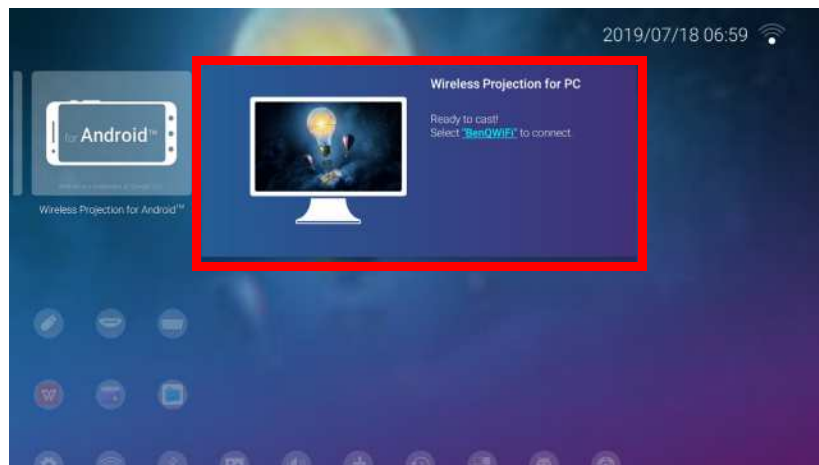 2019/07/18 06:59
Wireless Projection for PC
Ready to cast!
Select "BenQWiFi" to connect.
for Android™
Wireless Projection for Android™